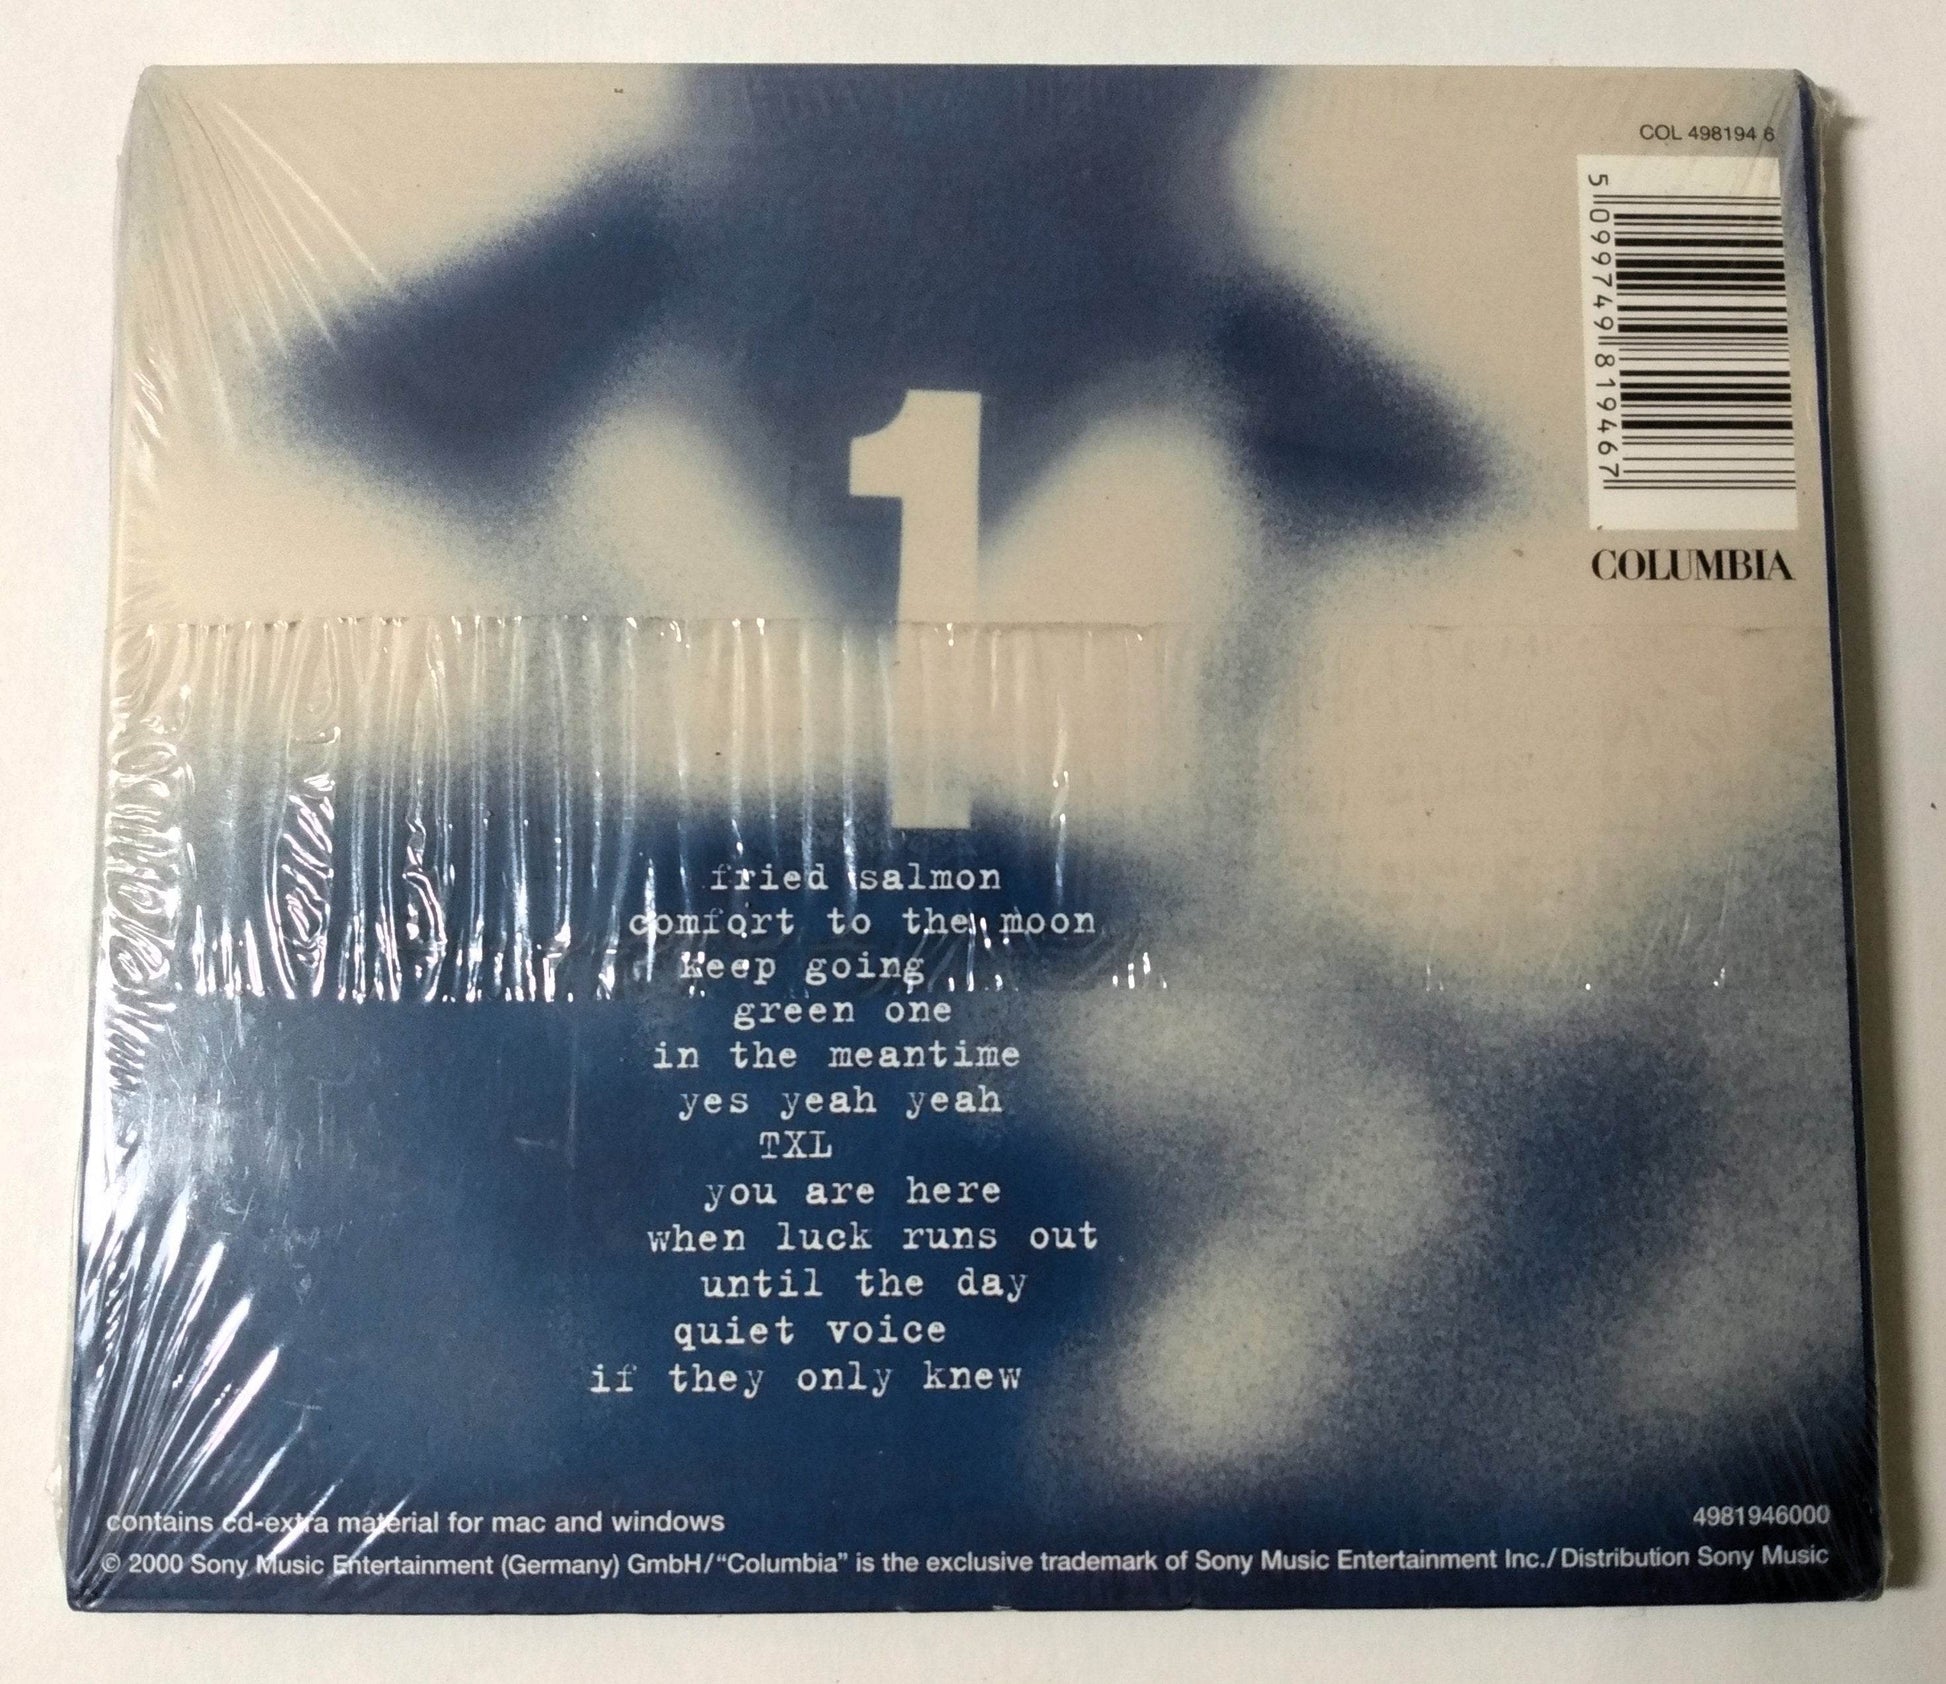 COL 498194 6
5 099749 819467
COLUMBIA
1
fried salmon
comfort to the moon
keep going
green one
in the meantime
yes yeah yeah
TXL
you are here
when luck runs out
until the day
quiet voice
if they only knew
contains cd-extra material for mac and windows
4981946000
© 2000 Sony Music Entertainment (Germany) GmbH/“Columbia” is the exclusive trademark of Sony Music Entertainment Inc./Distribution Sony Music